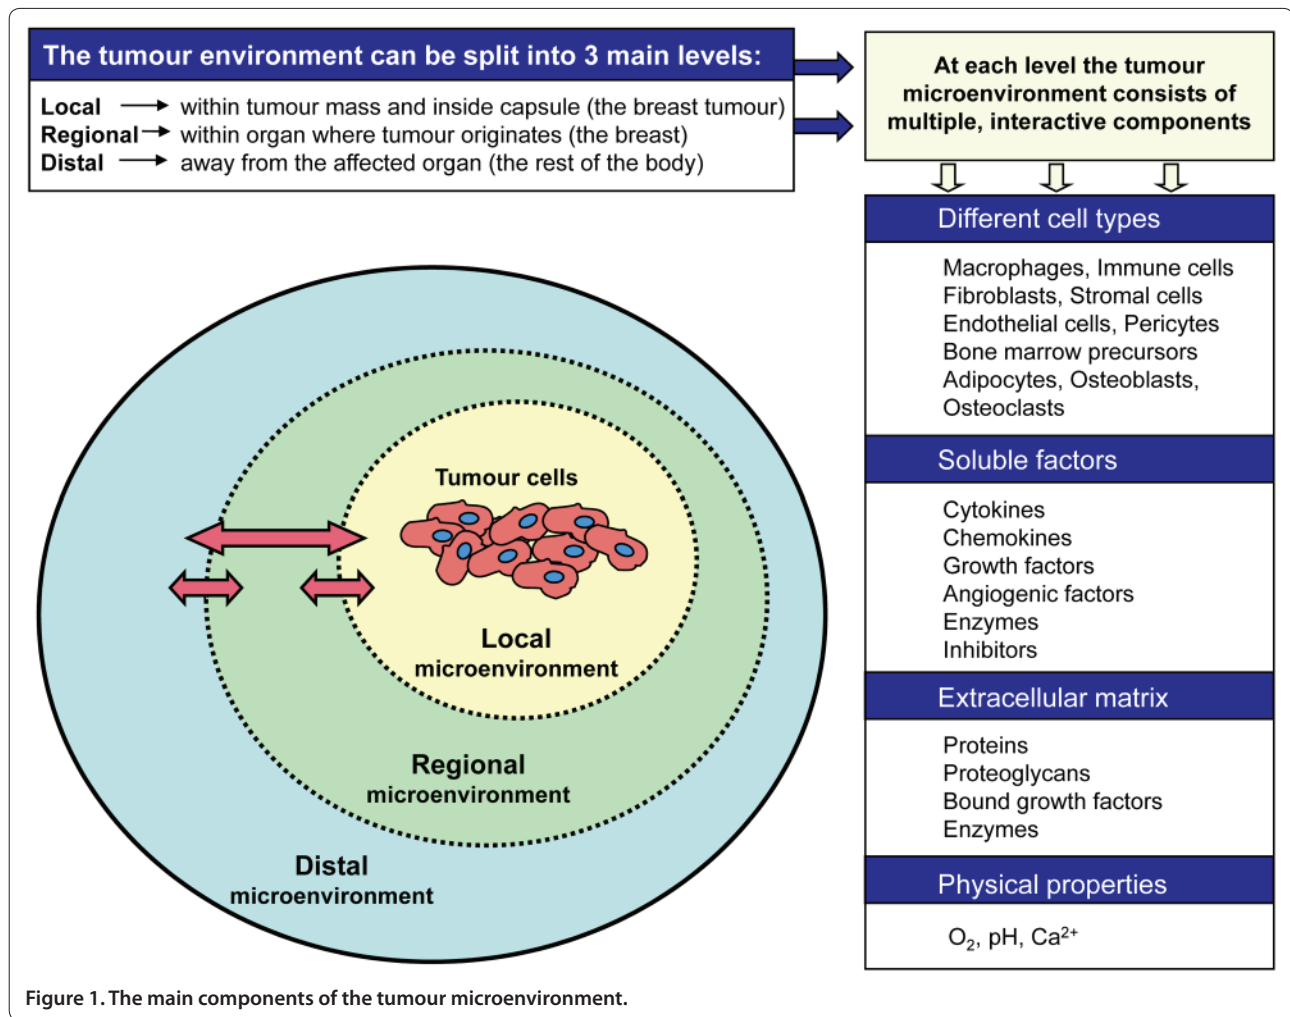 The tumour environment can be split into 3 main levels:
Local within tumour mass and inside capsule (the breast tumour)
Regional within organ where tumour originates (the breast)
Distal away from the affected organ (the rest of the body)
At each level the tumour
microenvironment consists of
multiple, interactive components
Different cell types
Macrophages, Immune cells
Fibroblasts, Stromal cells
Endothelial cells, Pericytes
Bone marrow precursors
Adipocytes, Osteoblasts,
Osteoclasts
Soluble factors
Cytokines
Chemokines
Growth factors
Angiogenic factors
Enzymes
Inhibitors
Extracellular matrix
Proteins
Proteoglycans
Bound growth factors
Enzymes
Physical properties
O₂, pH, Ca²⁺
Tumour cells
Local
microenvironment
Regional
microenvironment
Distal
microenvironment
Figure 1. The main components of the tumour microenvironment.